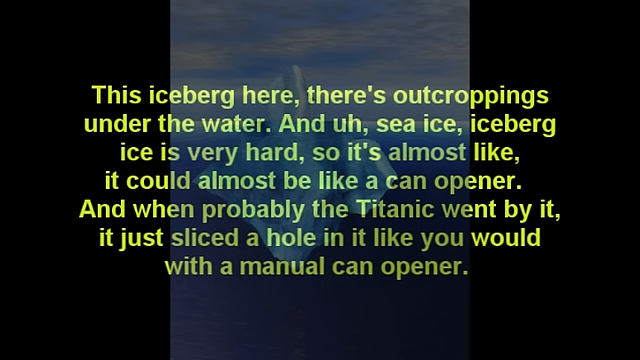 This iceberg here, there's outcroppings
under the water. And uh, sea ice, iceberg
ice is very hard, so it's almost like,
it could almost be like a can opener.
And when probably the Titanic went by it,
it just sliced a hole in it like you would
with a manual can opener.